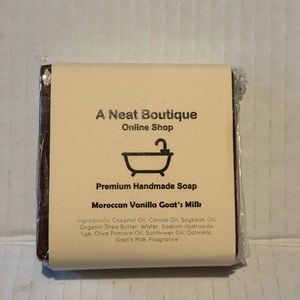 A Neat Boutique
Online Shop
Premium Handmade Soap
Moroccan Vanilla Goat's Milk
Ingredients: Coconut Oil, Canola Oil, Soybean Oil,
Organic Shea Butter, Water, Sodium Hydroxide
Lye, Olive Pomace Oil, Sunflower Oil, Oatmeal,
Goat's Milk, Fragrance